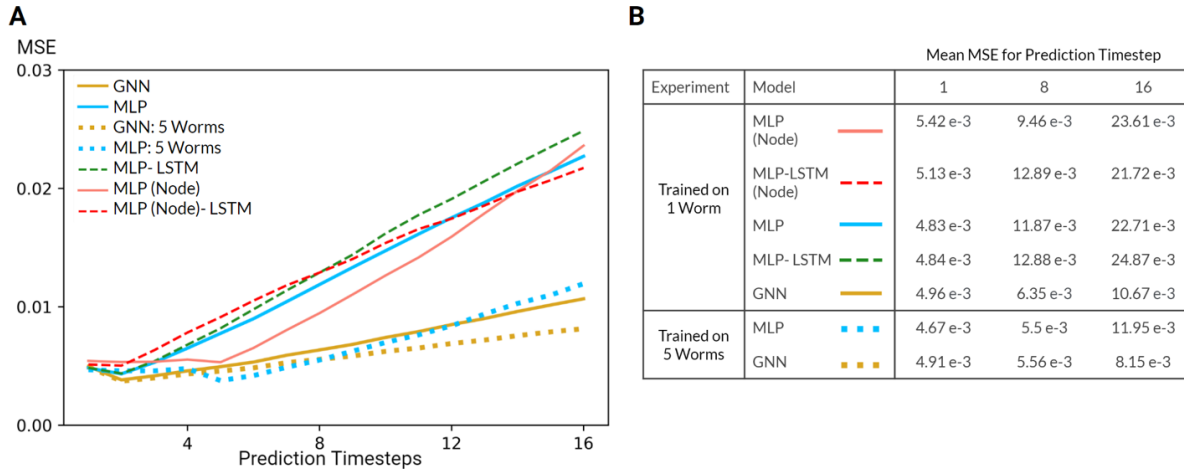 A
MSE
0.03
0.02
0.01
0.00
GNN
MLP
GNN: 5 Worms
MLP: 5 Worms
MLP- LSTM
MLP (Node)
MLP (Node)- LSTM
4 8 12 16
Prediction Timesteps
B
Mean MSE for Prediction Timestep
Experiment Model 1 8 16
Trained on
1 Worm
MLP
(Node) 5.42 e-3 9.46 e-3 23.61 e-3
MLP-LSTM
(Node) 5.13 e-3 12.89 e-3 21.72 e-3
MLP 4.83 e-3 11.87 e-3 22.71 e-3
MLP- LSTM 4.84 e-3 12.88 e-3 24.87 e-3
GNN 4.96 e-3 6.35 e-3 10.67 e-3
Trained on
5 Worms
MLP 4.67 e-3 5.5 e-3 11.95 e-3
GNN 4.91 e-3 5.56 e-3 8.15 e-3